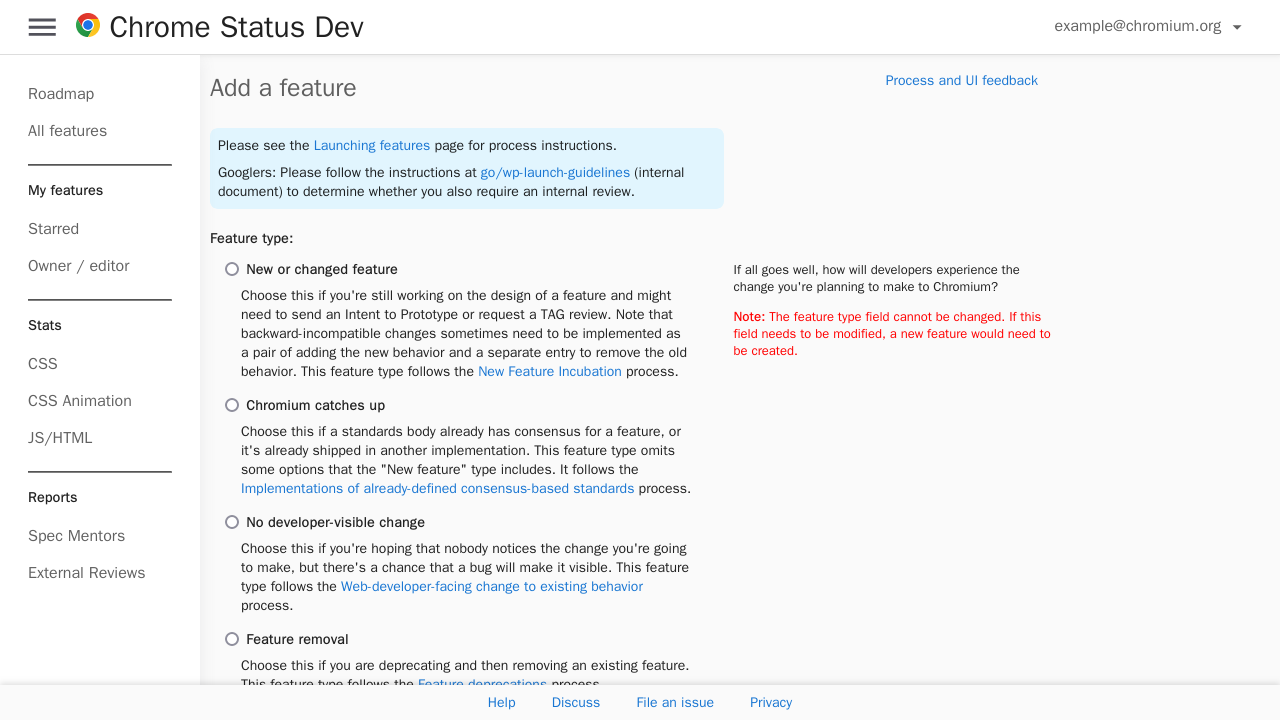 Chrome Status Dev
example@chromium.org
Roadmap
All features
My features
Starred
Owner / editor
Stats
CSS
CSS Animation
JS/HTML
Reports
Spec Mentors
External Reviews
Add a feature
Process and UI feedback
Please see the Launching features page for process instructions.
Googlers: Please follow the instructions at go/wp-launch-guidelines (internal
document) to determine whether you also require an internal review.
Feature type:
New or changed feature
Choose this if you're still working on the design of a feature and might
need to send an Intent to Prototype or request a TAG review. Note that
backward-incompatible changes sometimes need to be implemented as
a pair of adding the new behavior and a separate entry to remove the old
behavior. This feature type follows the New Feature Incubation process.
Chromium catches up
Choose this if a standards body already has consensus for a feature, or
it's already shipped in another implementation. This feature type omits
some options that the "New feature" type includes. It follows the
Implementations of already-defined consensus-based standards process.
No developer-visible change
Choose this if you're hoping that nobody notices the change you're going
to make, but there's a chance that a bug will make it visible. This feature
type follows the Web-developer-facing change to existing behavior
process.
Feature removal
Choose this if you are deprecating and then removing an existing feature.
This feature type follows the Feature deprecations process.
If all goes well, how will developers experience the
change you're planning to make to Chromium?
Note: The feature type field cannot be changed. If this
field needs to be modified, a new feature would need to
be created.
Help
Discuss
File an issue
Privacy